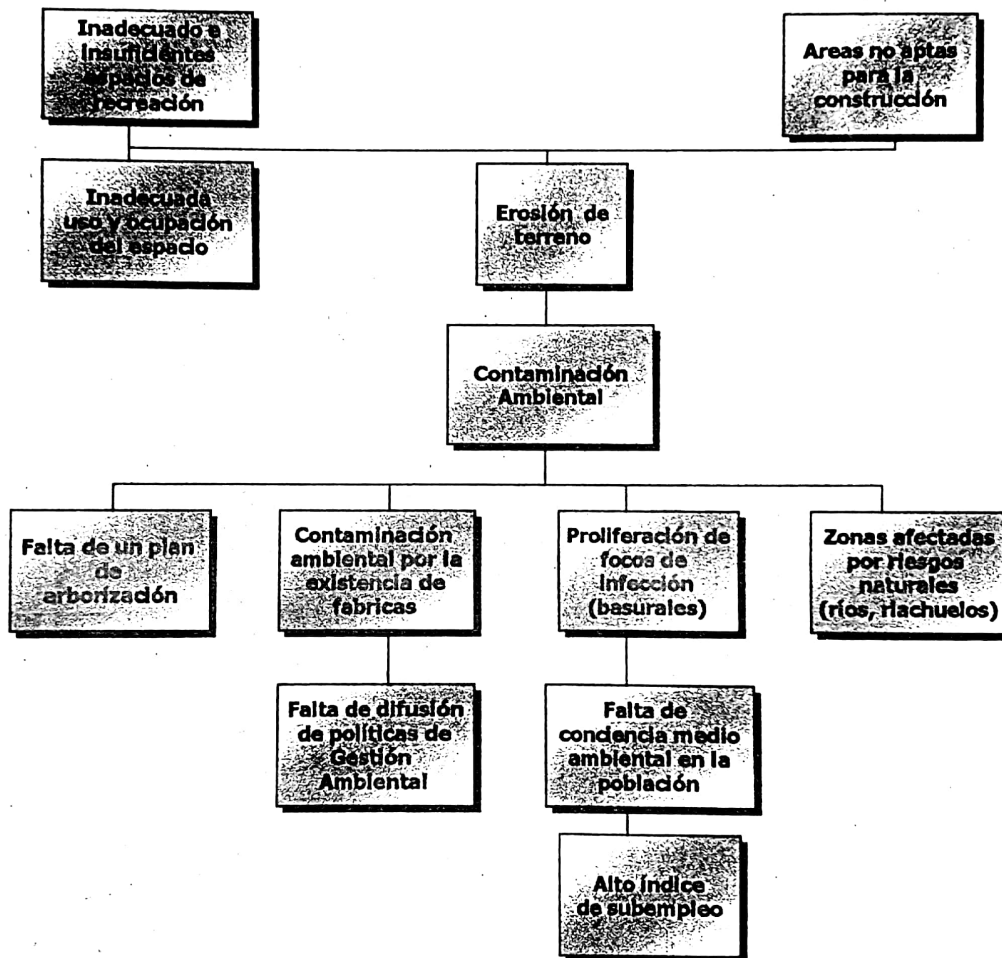 Inadecuado e
insuficientes
espacios de
recreación
Areas no aptas
para la
construcción
Inadecuada
uso y ocupación
del espacio
Erosión de
terreno
Contaminación
Ambiental
Falta de un plan
de
arborización
Contaminación
ambiental por la
existencia de
fabricas
Proliferación de
focos de
infección
(basurales)
Zonas afectadas
por riesgos
naturales
(ríos, riachuelos)
Falta de difusión
de políticas de
Gestión
Ambiental
Falta de
conciencia medio
ambiental en la
población
Alto índice
de subempleo